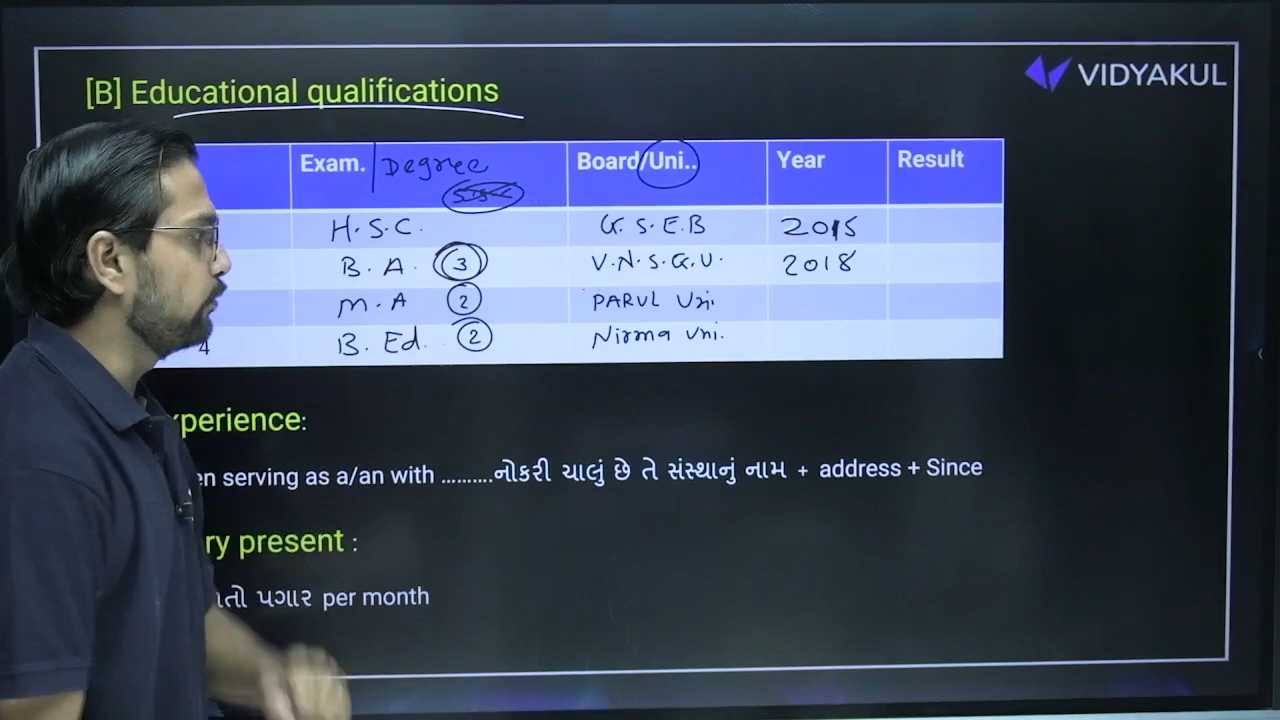 [B] Educational qualifications
VIDYAKUL
Exam. Degree Board/Uni.. Year Result
H.S.C. G.S.E.B 2015
B.A. 3 V.N.S.G.U. 2018
M.A 2 PARUL Uni.
4 B.Ed. 2 Nirma Uni.
xperience:
en serving as a/an with ..........નોકરી ચાલું છે તે સંસ્થાનું નામ + address + Since
ry present :
પગાર per month